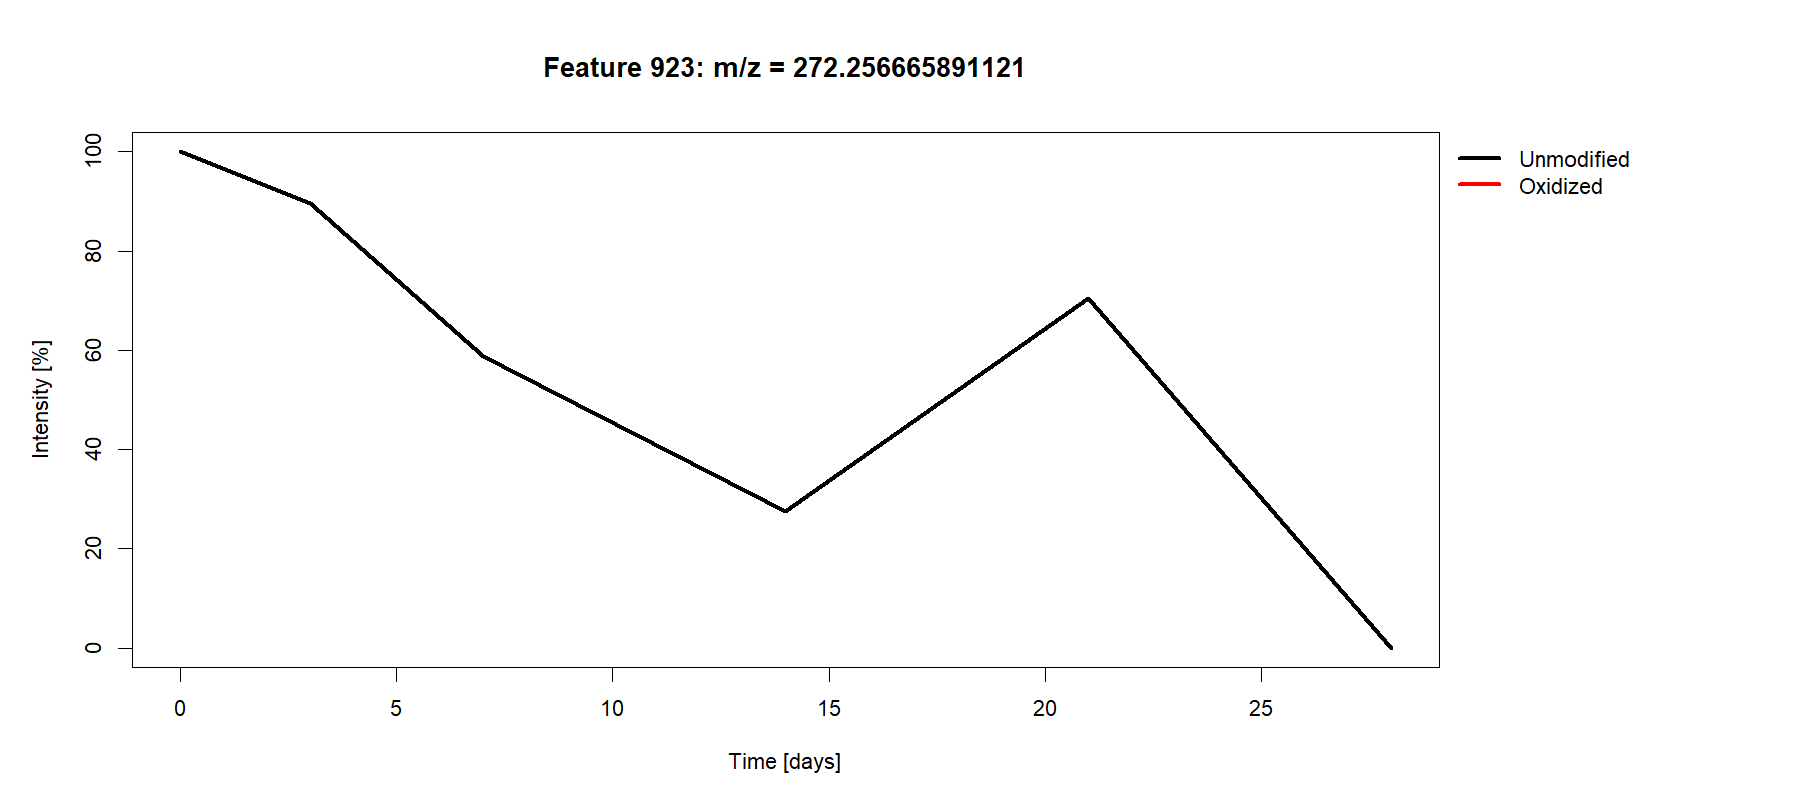 Feature 923: m/z = 272.256665891121
Unmodified
Oxidized
Intensity [%]
100
80
60
40
20
0
0 5 10 15 20 25
Time [days]